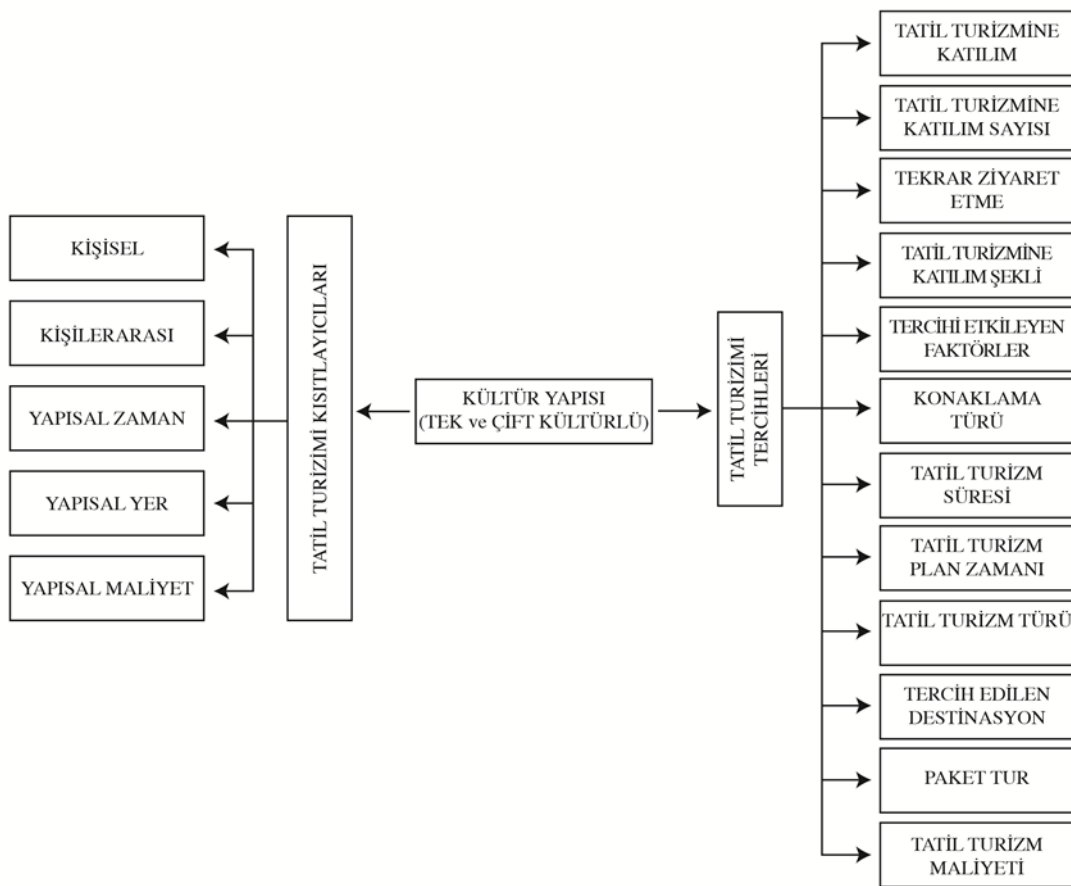 KİŞİSEL
KİŞİLERARASI
YAPISAL ZAMAN
YAPISAL YER
YAPISAL MALİYET
TATİL TURİZİMİ KISITLAYICILARI
KÜLTÜR YAPISI
(TEK ve ÇİFT KÜLTÜRLÜ)
TATİL TURİZİMİ
TERCİHLERİ
TATİL TURİZMİNE
KATILIM
TATİL TURİZMİNE
KATILIM SAYISI
TEKRAR ZİYARET
ETME
TATİL TURİZMİNE
KATILIM ŞEKLİ
TERCİHİ ETKİLEYEN
FAKTÖRLER
KONAKLAMA
TÜRÜ
TATİL TURİZM
SÜRESİ
TATİL TURİZM
PLAN ZAMANI
TATİL TURİZM TÜRÜ
TERCİH EDİLEN
DESTİNASYON
PAKET TUR
TATİL TURİZM
MALİYETİ